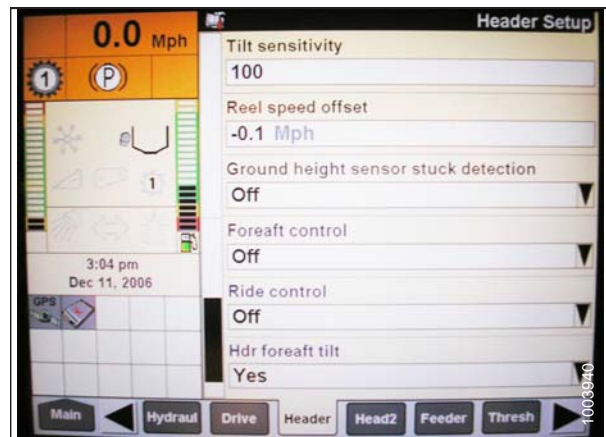 Header Setup
0.0 Mph
1
(P)
1
3:04 pm
Dec 11, 2006
GPS
Tilt sensitivity
100
Reel speed offset
-0.1 Mph
Ground height sensor stuck detection
Off
Foreaft control
Off
Ride control
Off
Hdr foreaft tilt
Yes
Main
Hydraul
Drive
Header
Head2
Feeder
Thresh
1003940